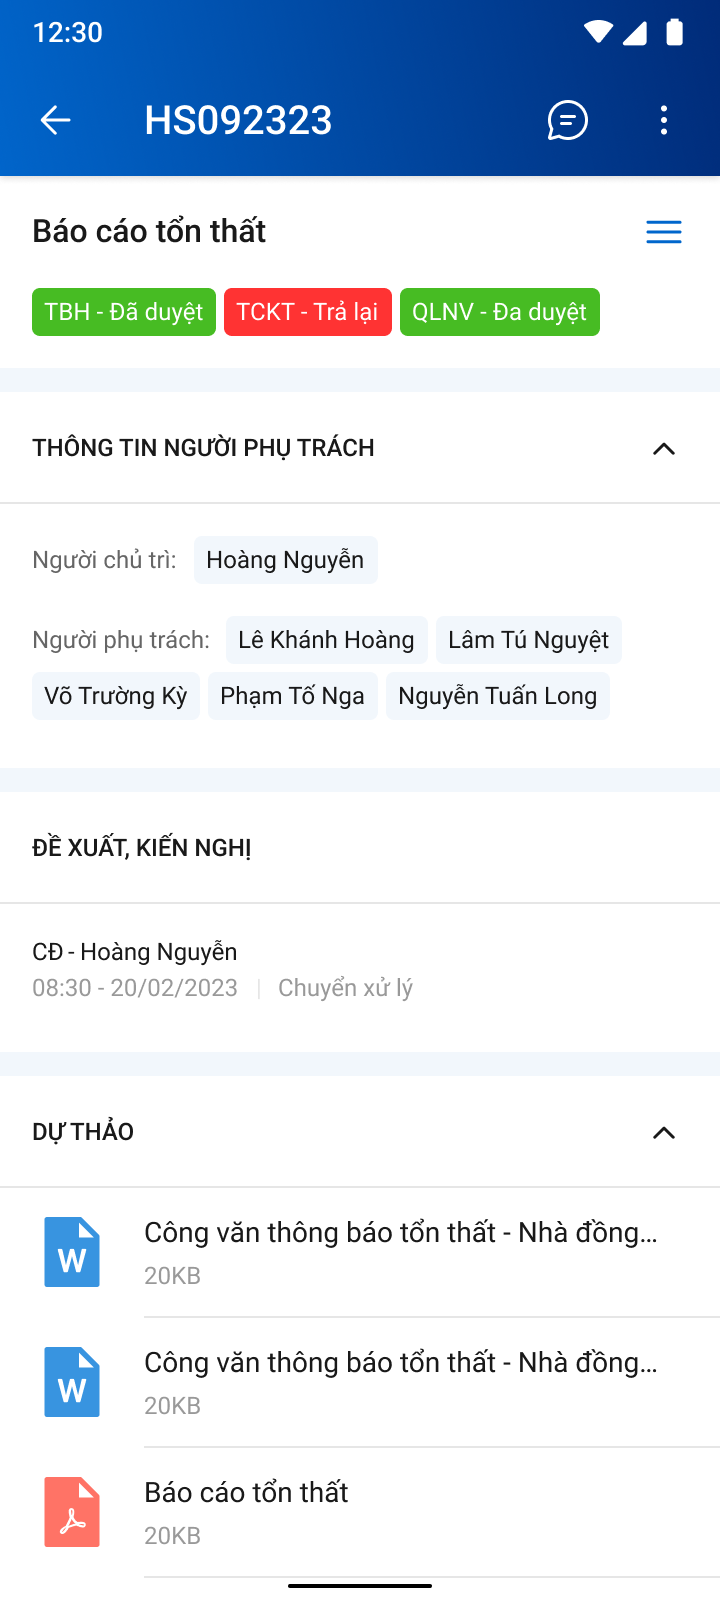 12:30
HS092323
Báo cáo tổn thất
TBH - Đã duyệt TCKT - Trả lại QLNV - Đa duyệt
THÔNG TIN NGƯỜI PHỤ TRÁCH
Người chủ trì: Hoàng Nguyễn
Người phụ trách: Lê Khánh Hoàng Lâm Tú Nguyệt
Võ Trường Kỳ Phạm Tố Nga Nguyễn Tuấn Long
ĐỀ XUẤT, KIẾN NGHỊ
CĐ - Hoàng Nguyễn
08:30 - 20/02/2023 Chuyển xử lý
DỰ THẢO
W Công văn thông báo tổn thất - Nhà đồng...
20KB
W Công văn thông báo tổn thất - Nhà đồng...
20KB
Báo cáo tổn thất
20KB